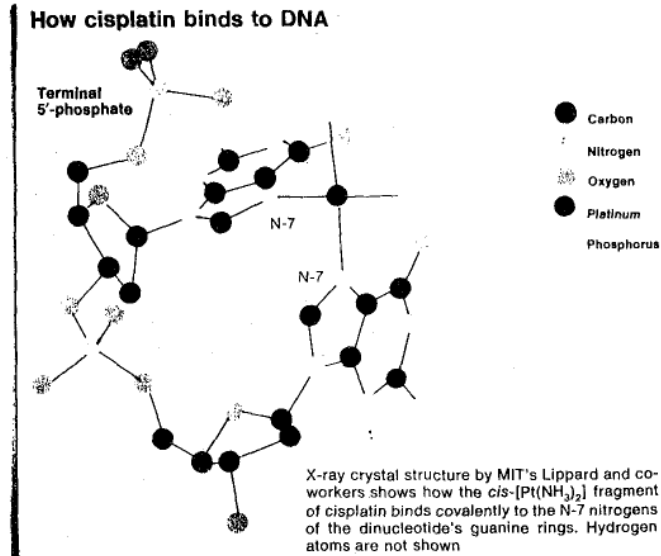 How cisplatin binds to DNA
Terminal
5'-phosphate
Carbon
Nitrogen
Oxygen
Platinum
Phosphorus
N-7
N-7
X-ray crystal structure by MIT's Lippard and co-
workers shows how the cis-[Pt(NH₃)₂] fragment
of cisplatin binds covalently to the N-7 nitrogens
of the dinucleotide's guanine rings. Hydrogen
atoms are not shown